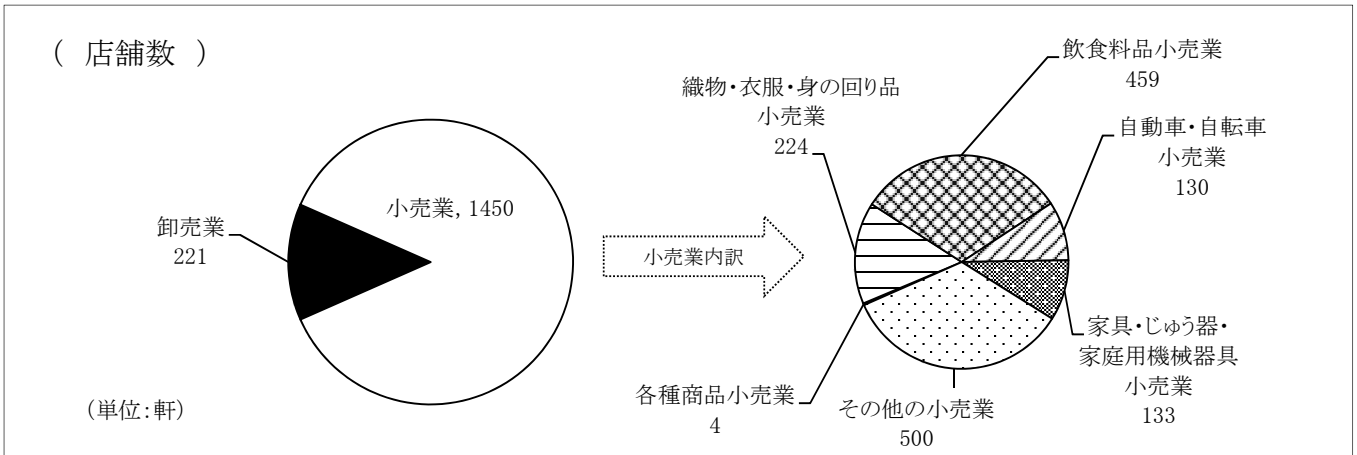 ( 店舗数 )
卸売業
221
小売業, 1450
(単位:軒)
小売業内訳
織物・衣服・身の回り品
小売業
224
飲食料品小売業
459
自動車・自転車
小売業
130
家具・じゅう器・
家庭用機械器具
小売業
133
その他の小売業
500
各種商品小売業
4